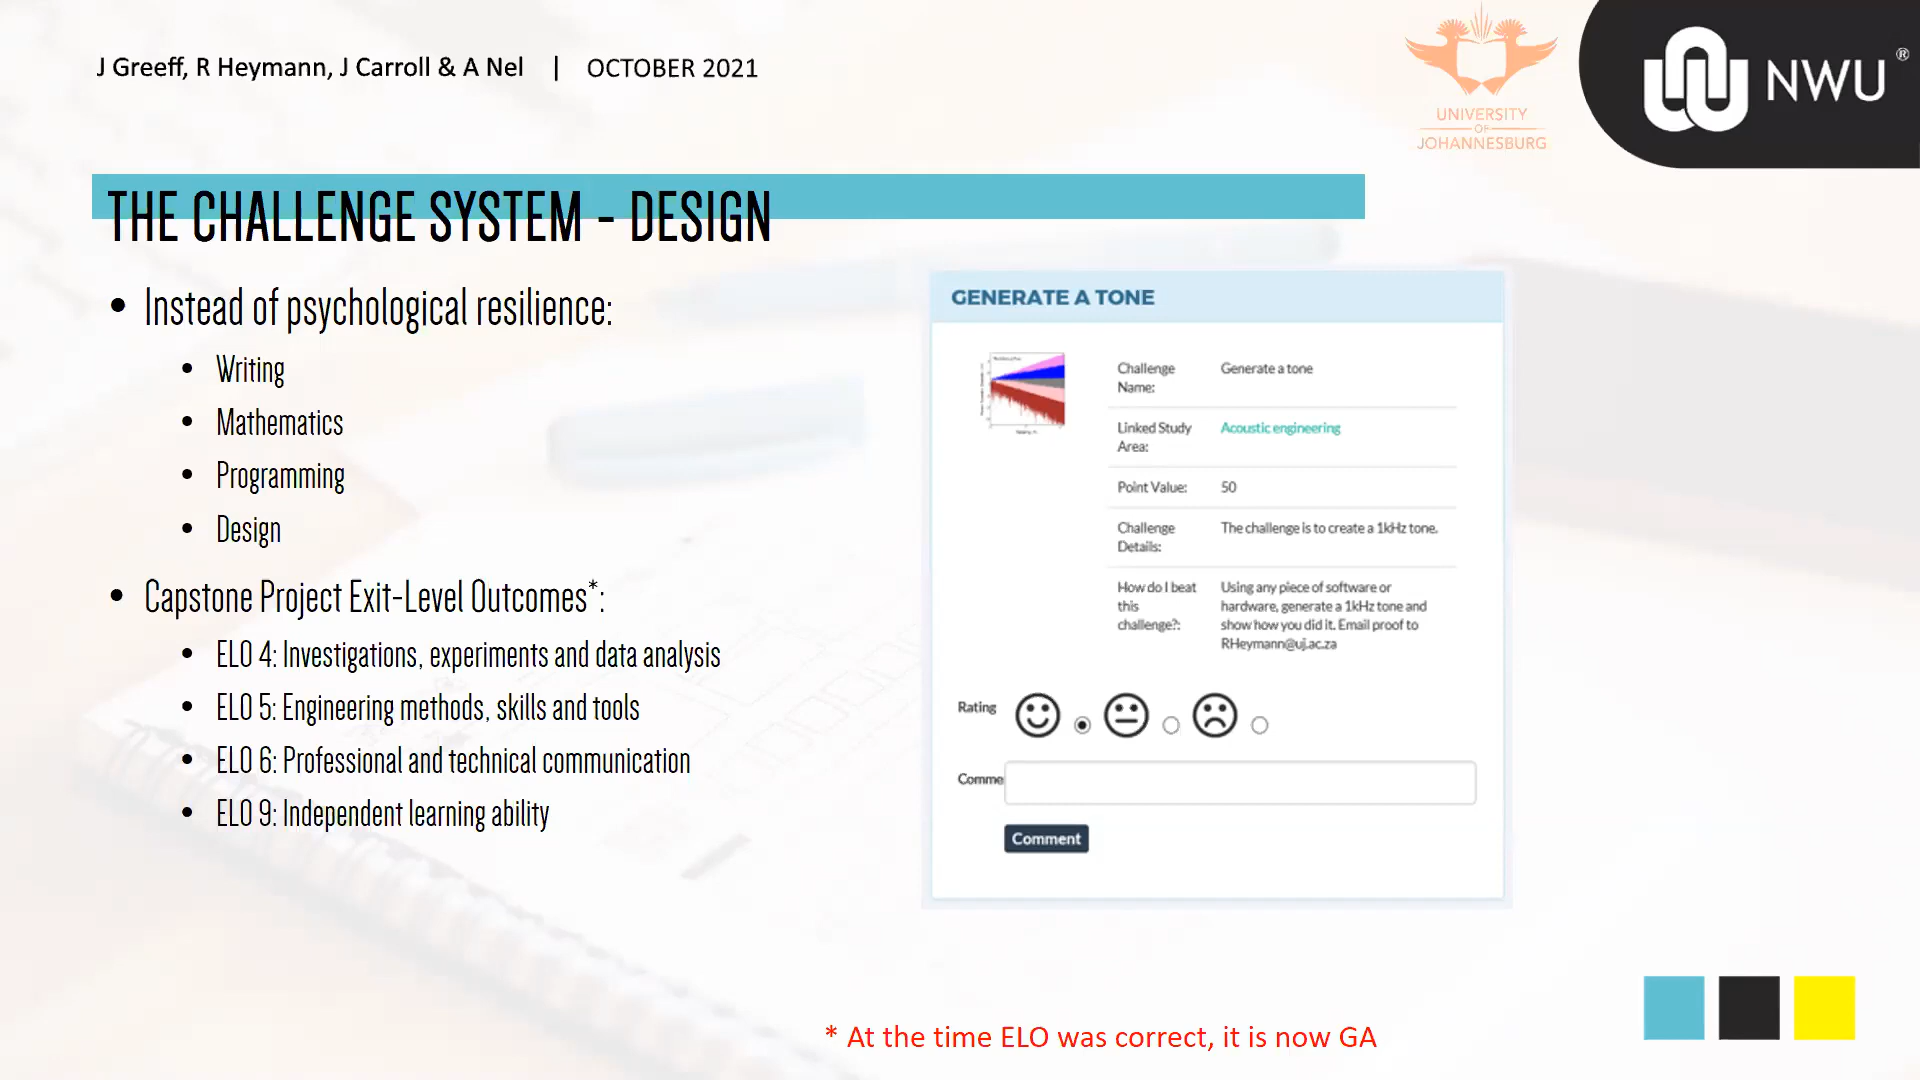 J Greeff, R Heymann, J Carroll & A Nel | OCTOBER 2021
UNIVERSITY
OF
JOHANNESBURG
NWU®
THE CHALLENGE SYSTEM – DESIGN
• Instead of psychological resilience:
• Writing
• Mathematics
• Programming
• Design
• Capstone Project Exit-Level Outcomes*:
• ELO 4: Investigations, experiments and data analysis
• ELO 5: Engineering methods, skills and tools
• ELO 6: Professional and technical communication
• ELO 9: Independent learning ability
GENERATE A TONE
Challenge Generate a tone
Name:
Linked Study Acoustic engineering
Area:
Point Value: 50
Challenge The challenge is to create a 1kHz tone.
Details:
How do I beat Using any piece of software or
this hardware, generate a 1kHz tone and
challenge?: show how you did it. Email proof to
RHeymann@uj.ac.za
Rating
Comme
Comment
* At the time ELO was correct, it is now GA